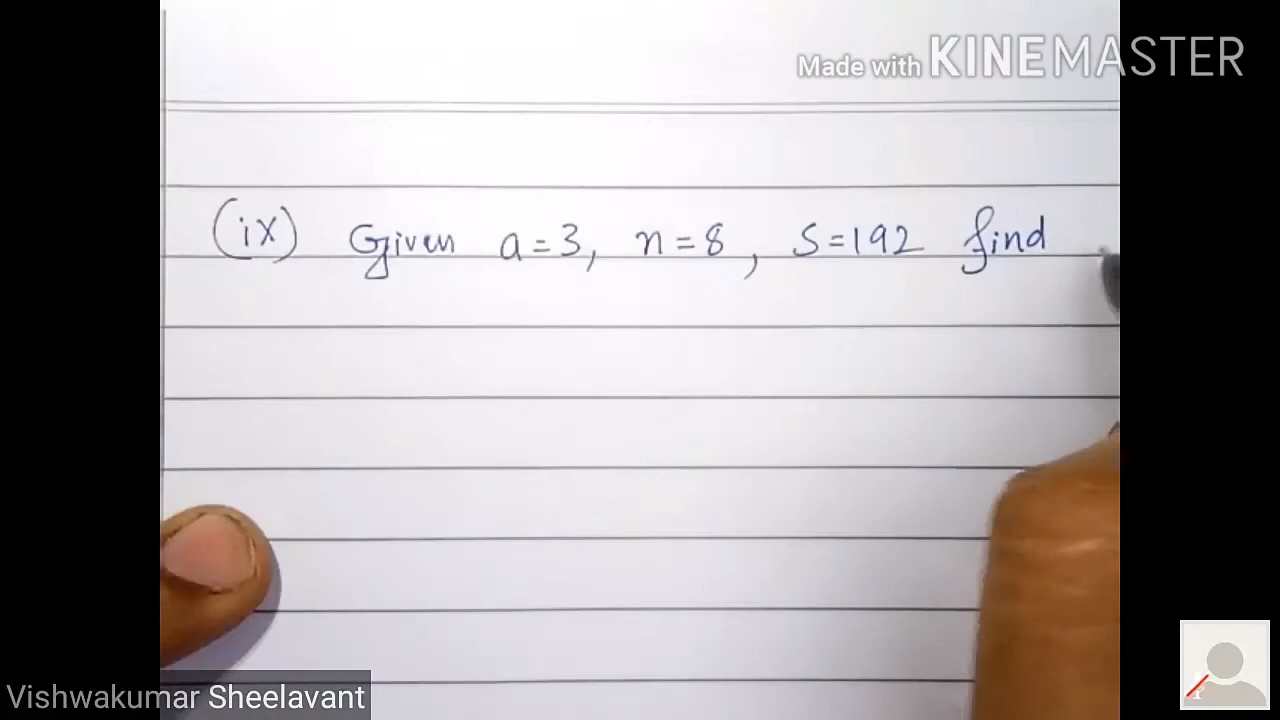 Made with KINEMASTER
(ix) Given a=3, n=8, S=192 find
Vishwakumar Sheelavant